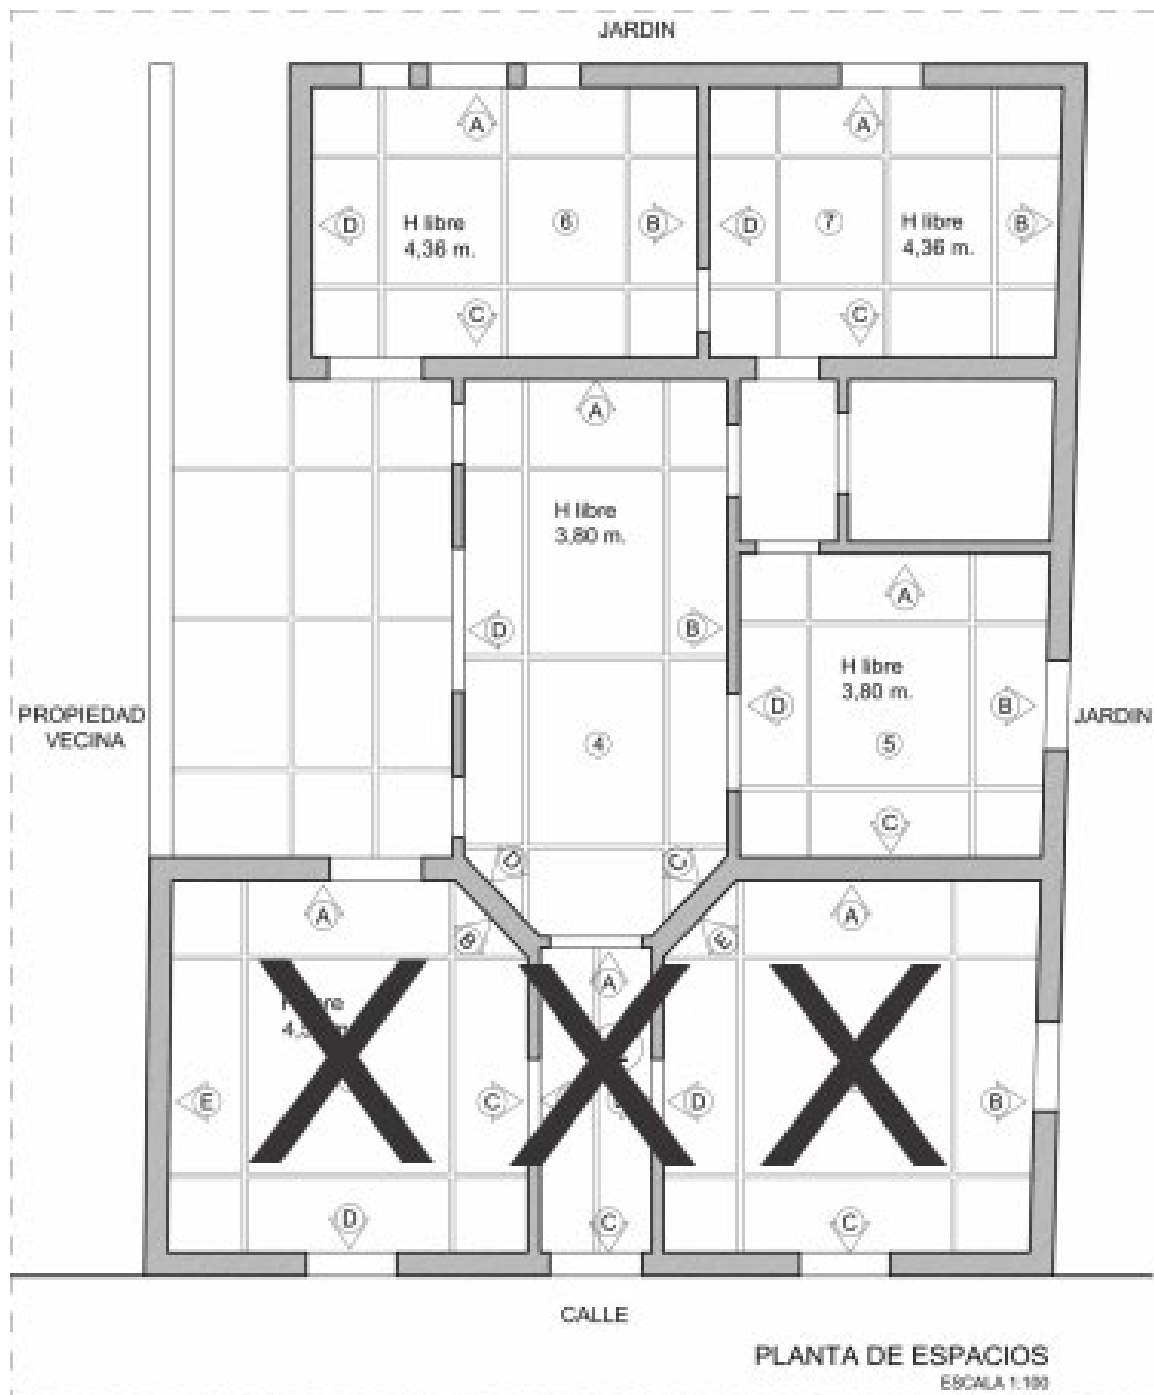 JARDIN
A
A
D
H libre
4,36 m.
6
B
D
7
H libre
4,36 m.
B
C
C
A
H libre
3,80 m.
A
D
B
H libre
3,80 m.
D
B
PROPIEDAD
VECINA
JARDIN
4
5
C
D
C
A
B
E
A
A
E
C
D
B
D
C
C
CALLE
PLANTA DE ESPACIOS
ESCALA 1:100